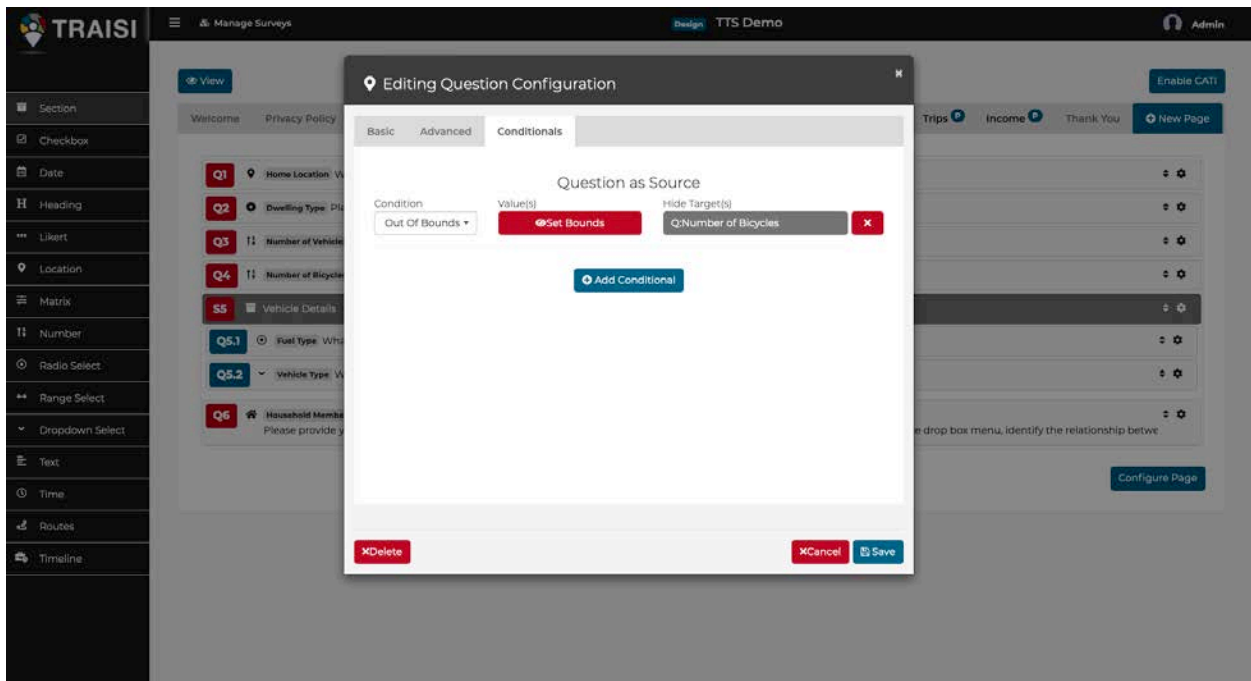 TRAISI
Manage Surveys
Design TTS Demo
Admin
View
Enable CATI
Section
Checkbox
Date
Heading
Likert
Location
Matrix
Number
Radio Select
Range Select
Dropdown Select
Text
Time
Routes
Timeline
Welcome Privacy Policy
Trips P Income P Thank You New Page
Q1 Home Location
Q2 Dwelling Type
Q3 Number of Vehicle
Q4 Number of Bicycle
S5 Vehicle Details
Q5.1 Fuel Type
Q5.2 Vehicle Type
Q6 Household Membe
Please provide y
e drop box menu, identify the relationship betwe
Configure Page
Editing Question Configuration
Basic Advanced Conditionals
Question as Source
Condition Value(s) Hide Target(s)
Out Of Bounds Set Bounds Q:Number of Bicycles
Add Conditional
Delete Cancel Save